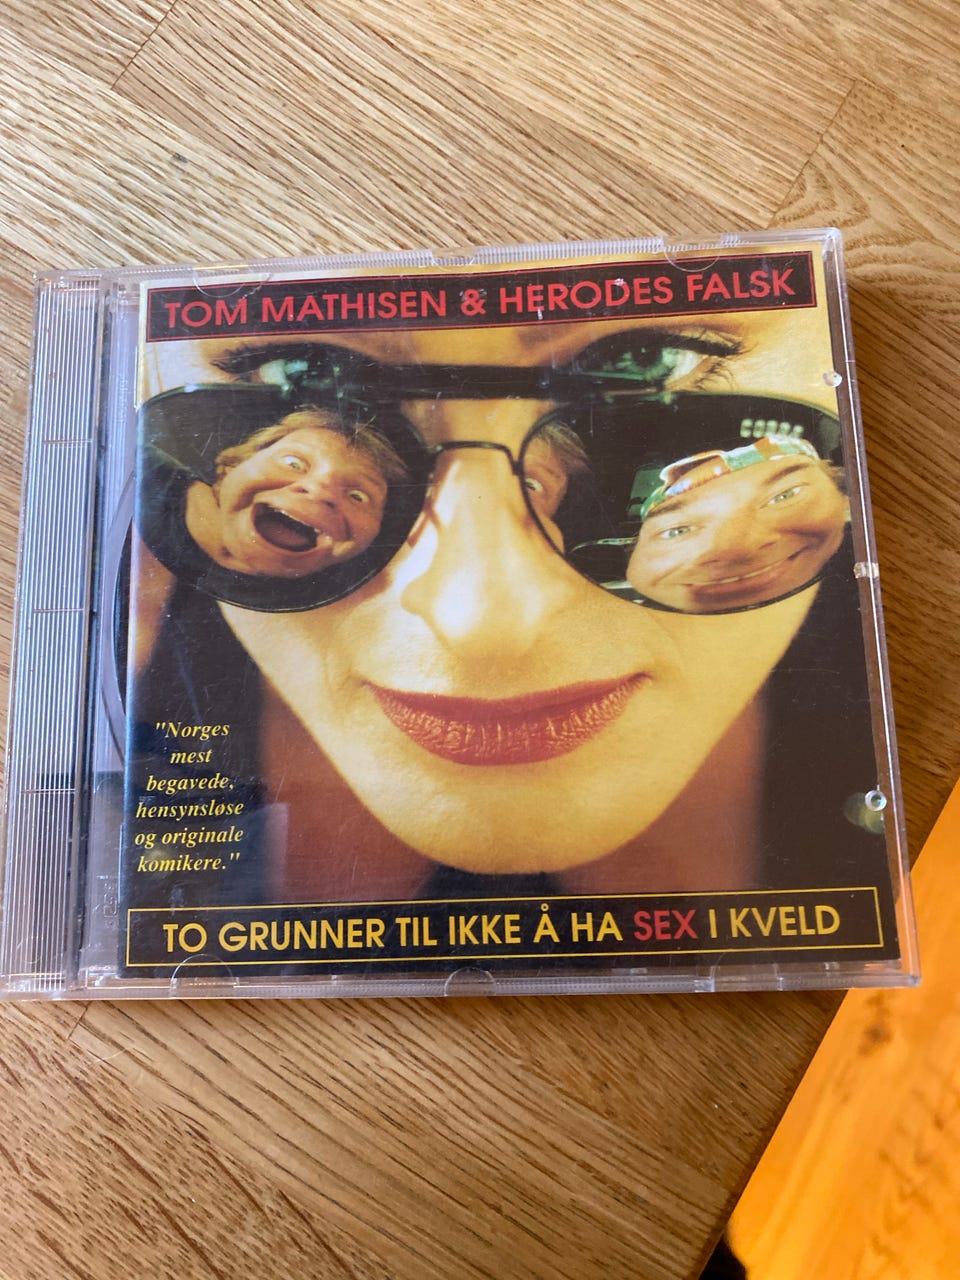 TOM MATHISEN & HERODES FALSK
"Norges
mest
begavede,
hensynsløse
og originale
komikere."
TO GRUNNER TIL IKKE Å HA SEX I KVELD